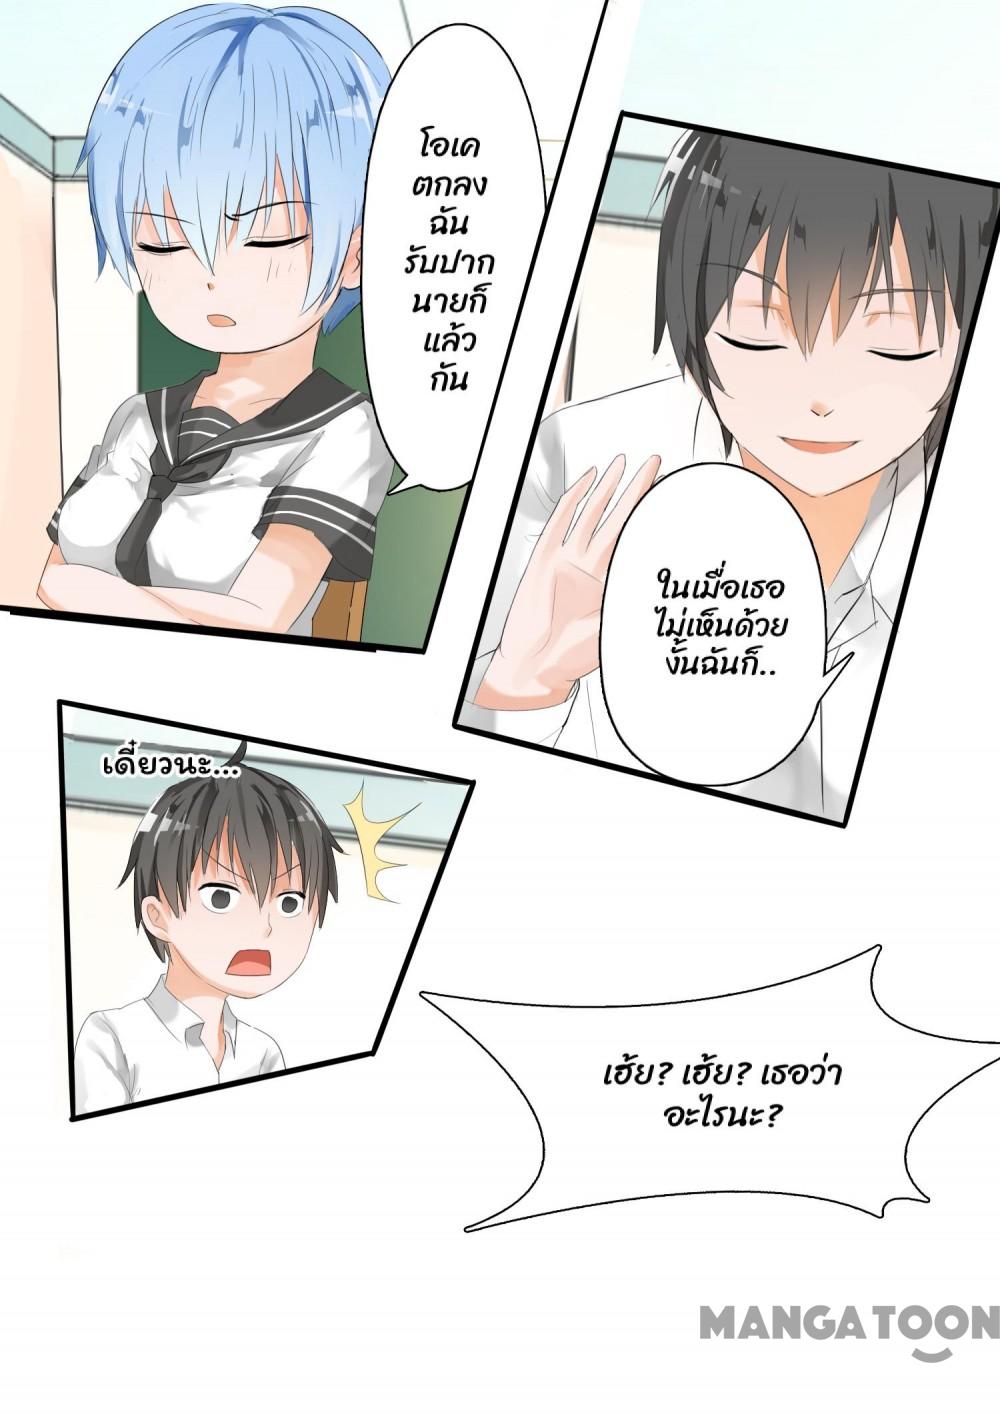 โอเค
ตกลง
ฉัน
รับปาก
นายก็
แล้ว
กัน
ในเมื่อเธอ
ไม่เห็นด้วย
งั้นฉันก็..
เดี๋ยวนะ...
เฮ้ย? เฮ้ย? เธอว่า
อะไรนะ?
MANGATOON